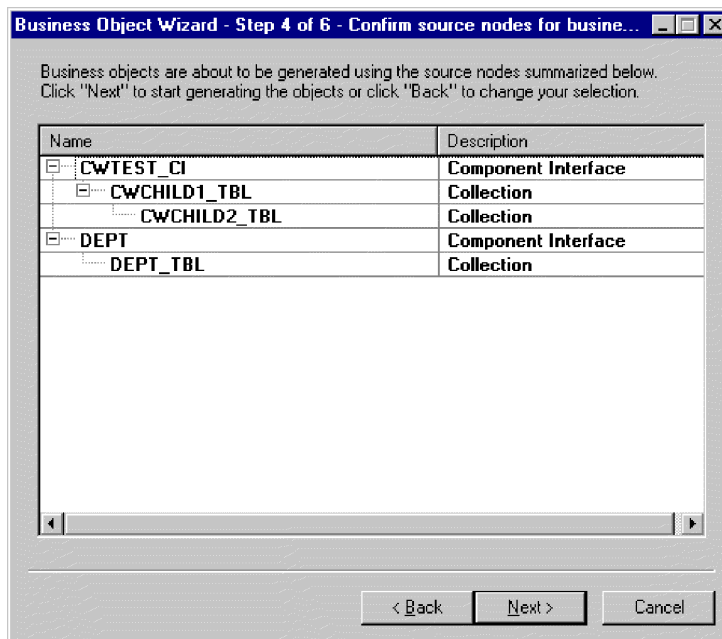 Business Object Wizard - Step 4 of 6 - Confirm source nodes for busine...
Business objects are about to be generated using the source nodes summarized below.
Click "Next" to start generating the objects or click "Back" to change your selection.
Name Description
CWTEST_CI Component Interface
CWCHILD1_TBL Collection
CWCHILD2_TBL Collection
DEPT Component Interface
DEPT_TBL Collection
< Back Next > Cancel